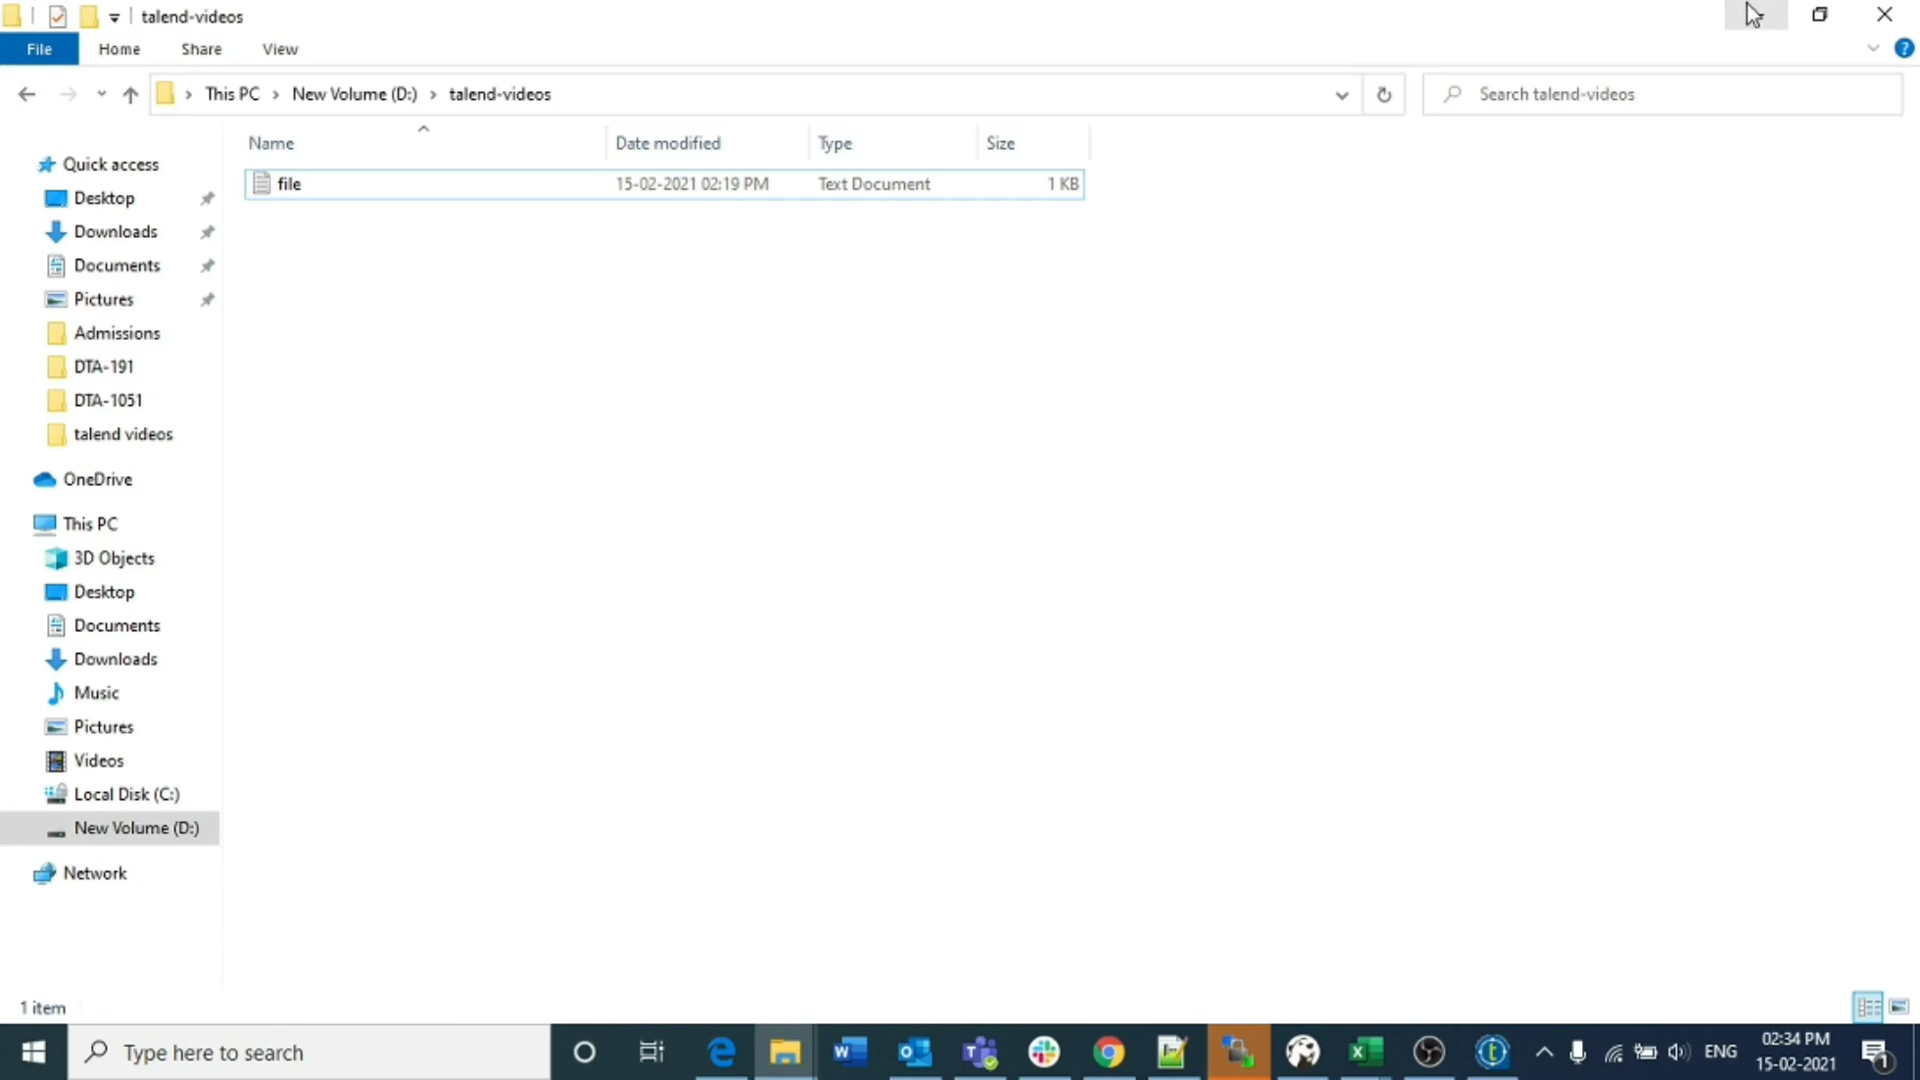 talend-videos
File Home Share View
This PC New Volume (D:) talend-videos Search talend-videos
Name Date modified Type Size
file 15-02-2021 02:19 PM Text Document 1 KB
Quick access
Desktop
Downloads
Documents
Pictures
Admissions
DTA-191
DTA-1051
talend videos
OneDrive
This PC
3D Objects
Desktop
Documents
Downloads
Music
Pictures
Videos
Local Disk (C:)
New Volume (D:)
Network
1 item
Type here to search
ENG
02:34 PM
15-02-2021
1